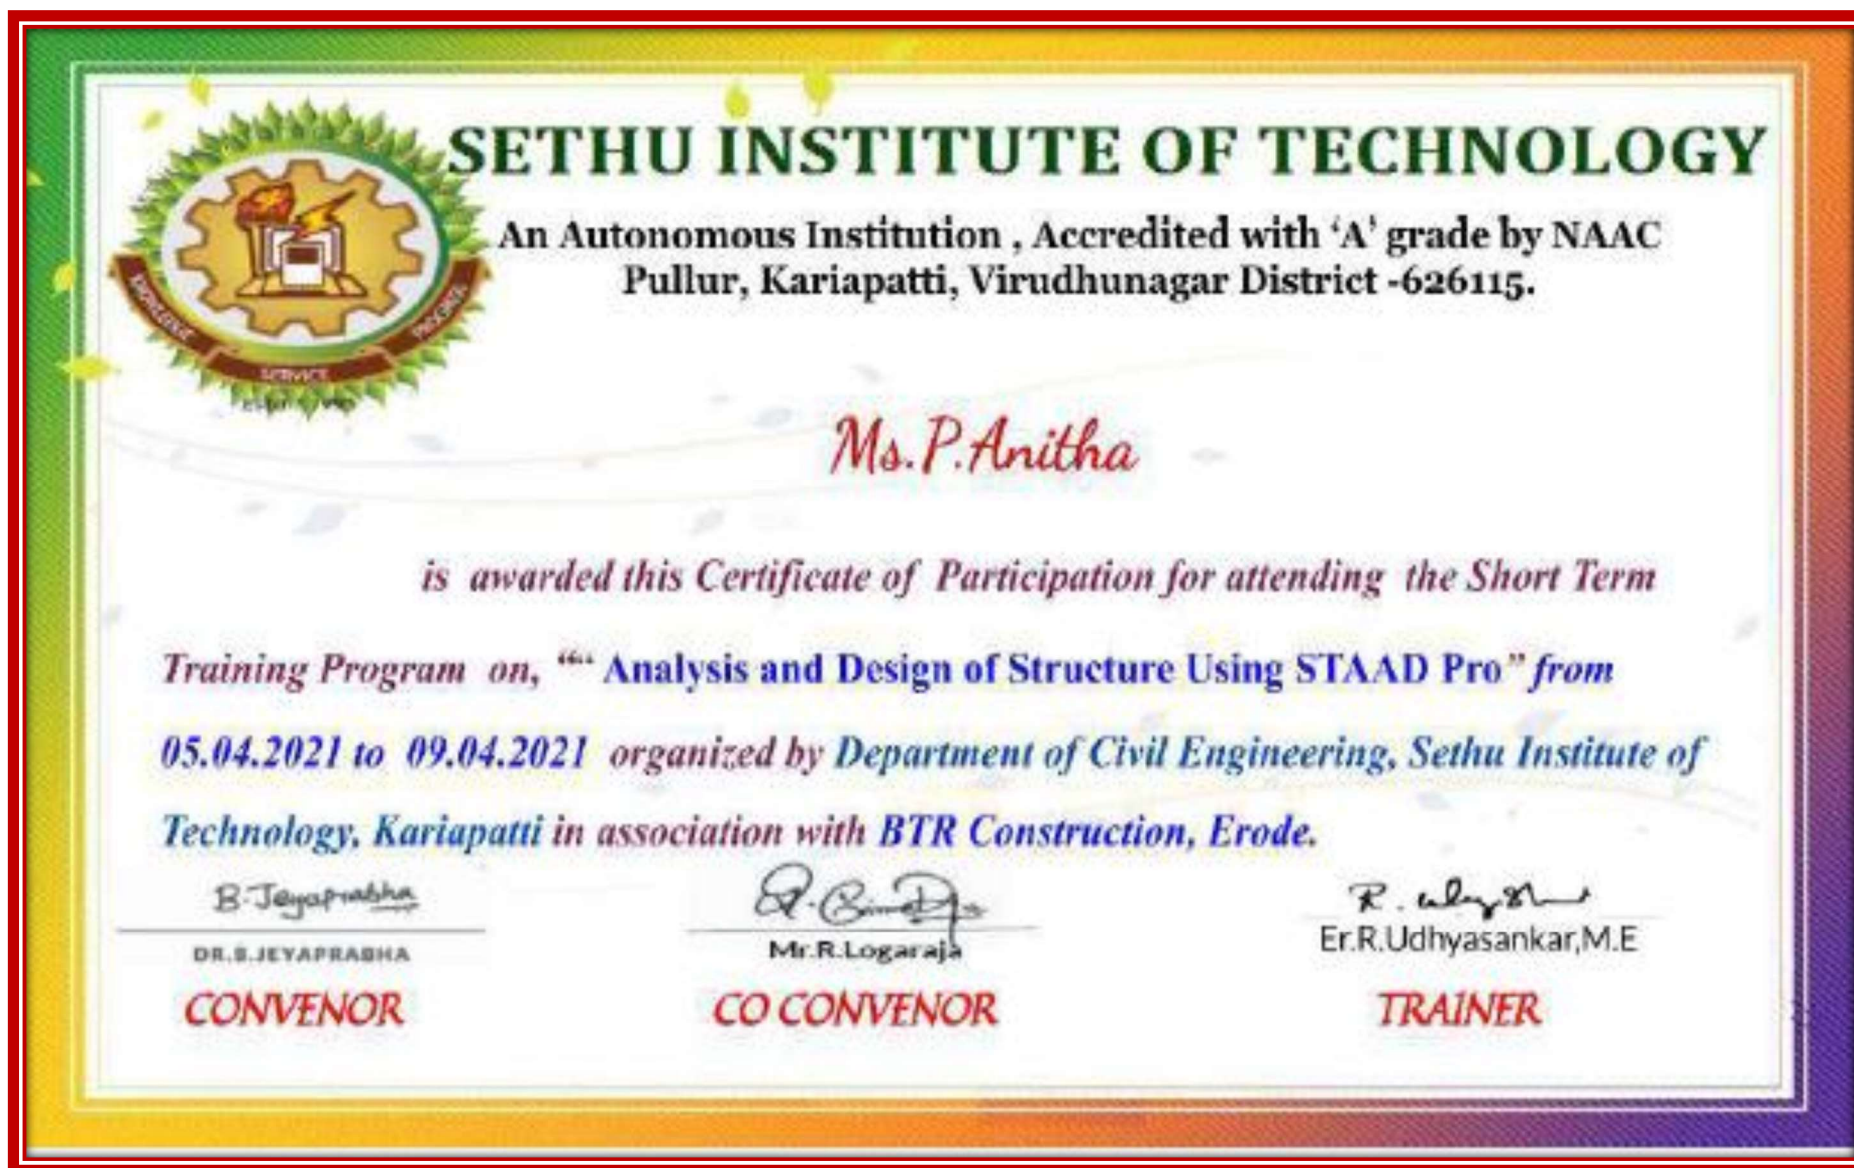 SETHU INSTITUTE OF TECHNOLOGY
An Autonomous Institution , Accredited with ‘A’ grade by NAAC
Pullur, Kariapatti, Virudhunagar District -626115.
KNOWLEDGE
SERVICE
PROGRESS
Ms.P.Anitha
is awarded this Certificate of Participation for attending the Short Term
Training Program on, “‘‘ Analysis and Design of Structure Using STAAD Pro” from
05.04.2021 to 09.04.2021 organized by Department of Civil Engineering, Sethu Institute of
Technology, Kariapatti in association with BTR Construction, Erode.
B. Jeyaprabha
DR.B.JEYAPRABHA
Mr.R.Logaraja
Er.R.Udhyasankar,M.E
CONVENOR
CO CONVENOR
TRAINER